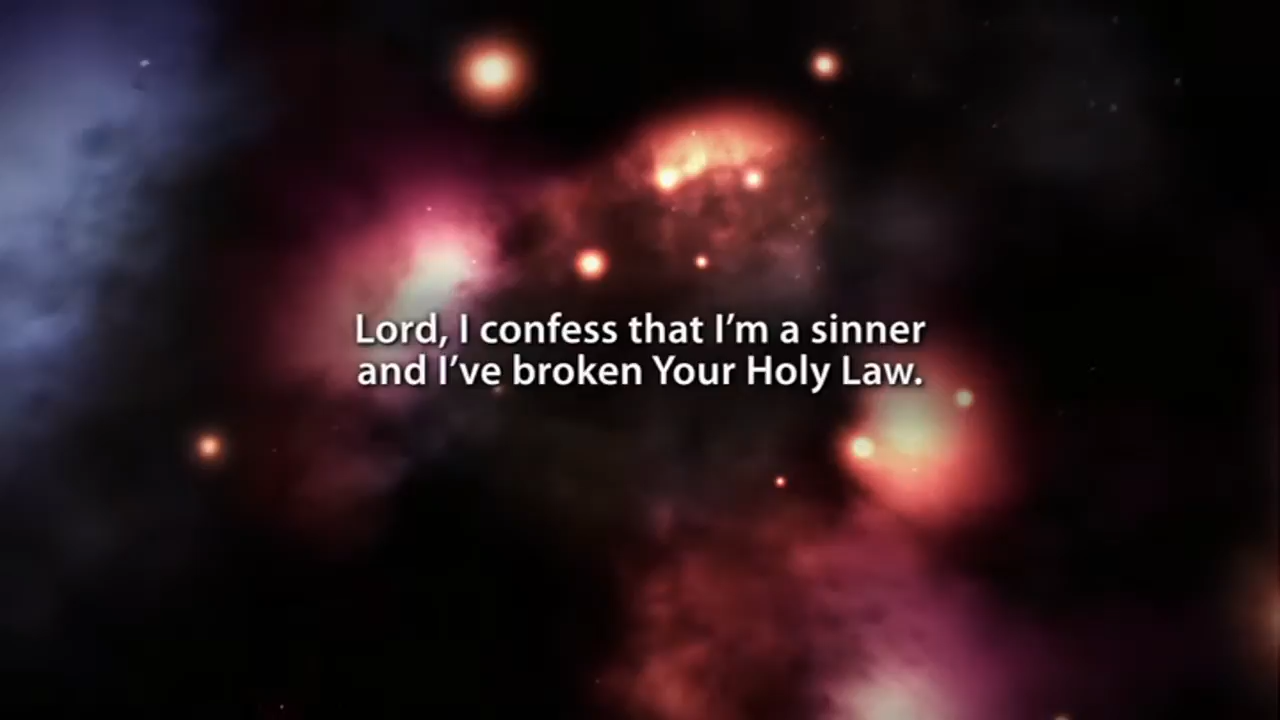 Lord, I confess that I’m a sinner
and I’ve broken Your Holy Law.